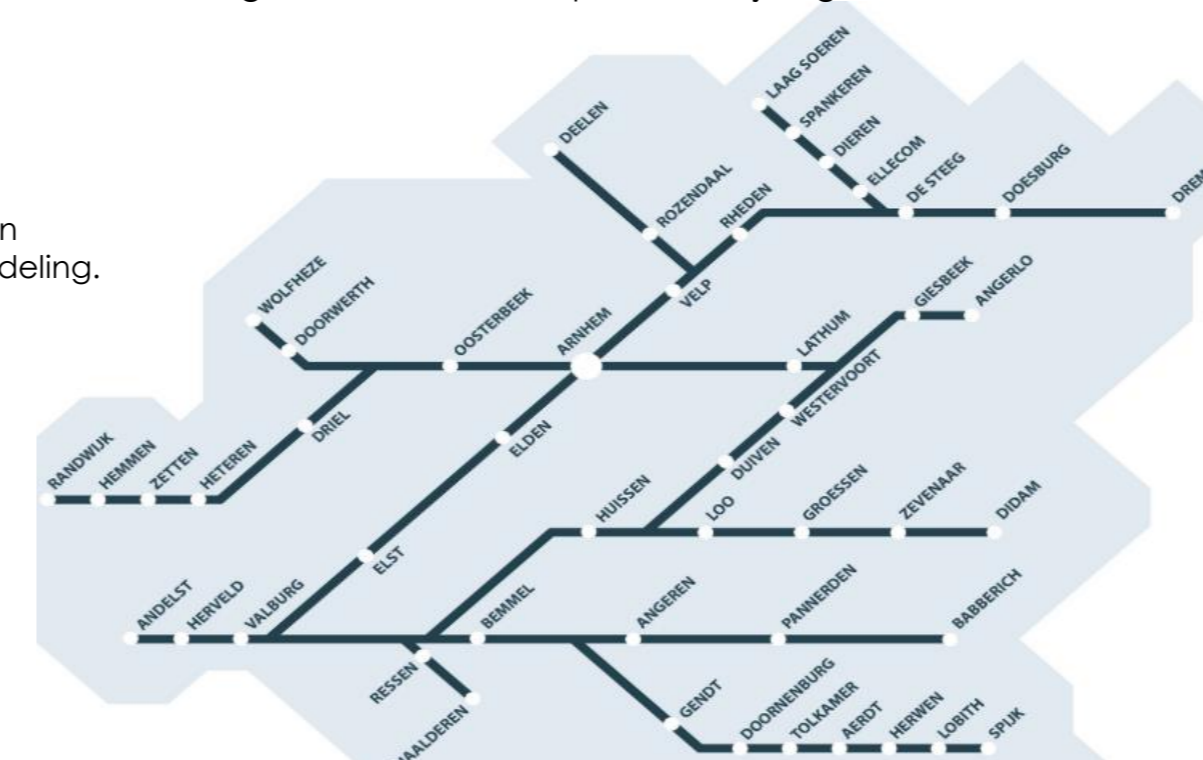 deling.
LAAG SOEREN
SPANKEREN
DIEREN
ELLECOM
DE STEEG
DOESBURG
DEELEN
ROZENDAAL
RHEDEN
VELP
WOLFHEZE
DOORWERTH
OOSTERBEEK
ARNHEM
LATHUM
GIESBEEK
ANGERLO
WESTERVOORT
DUIVEN
ELDEN
DRIEL
RANDWIJK
HEMMEN
ZETTEN
HETEREN
HUISSEN
LOO
GROESSEN
ZEVENAAR
DIDAM
ELST
ANDELST
HERVELD
VALBURG
BEMMEL
ANGEREN
PANNERDEN
BABBERICH
RESSEN
AALDEREN
GENDT
DOORNENBURG
TOLKAMER
AERDT
HERWEN
LOBITH
SPIJK